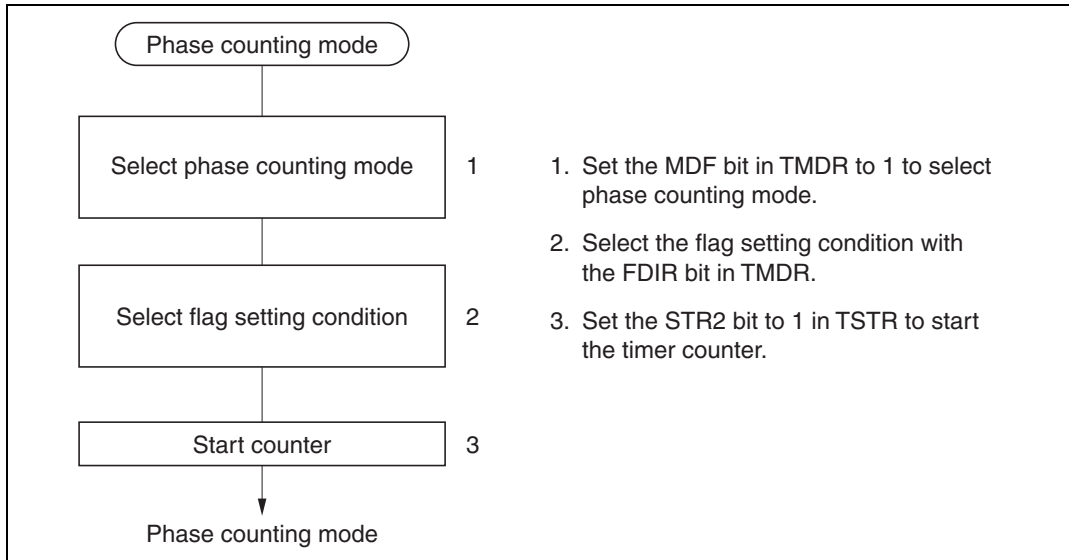 Phase counting mode
Select phase counting mode
1
1. Set the MDF bit in TMDR to 1 to select
phase counting mode.
2. Select the flag setting condition with
the FDIR bit in TMDR.
Select flag setting condition
2
3. Set the STR2 bit to 1 in TSTR to start
the timer counter.
Start counter
3
Phase counting mode